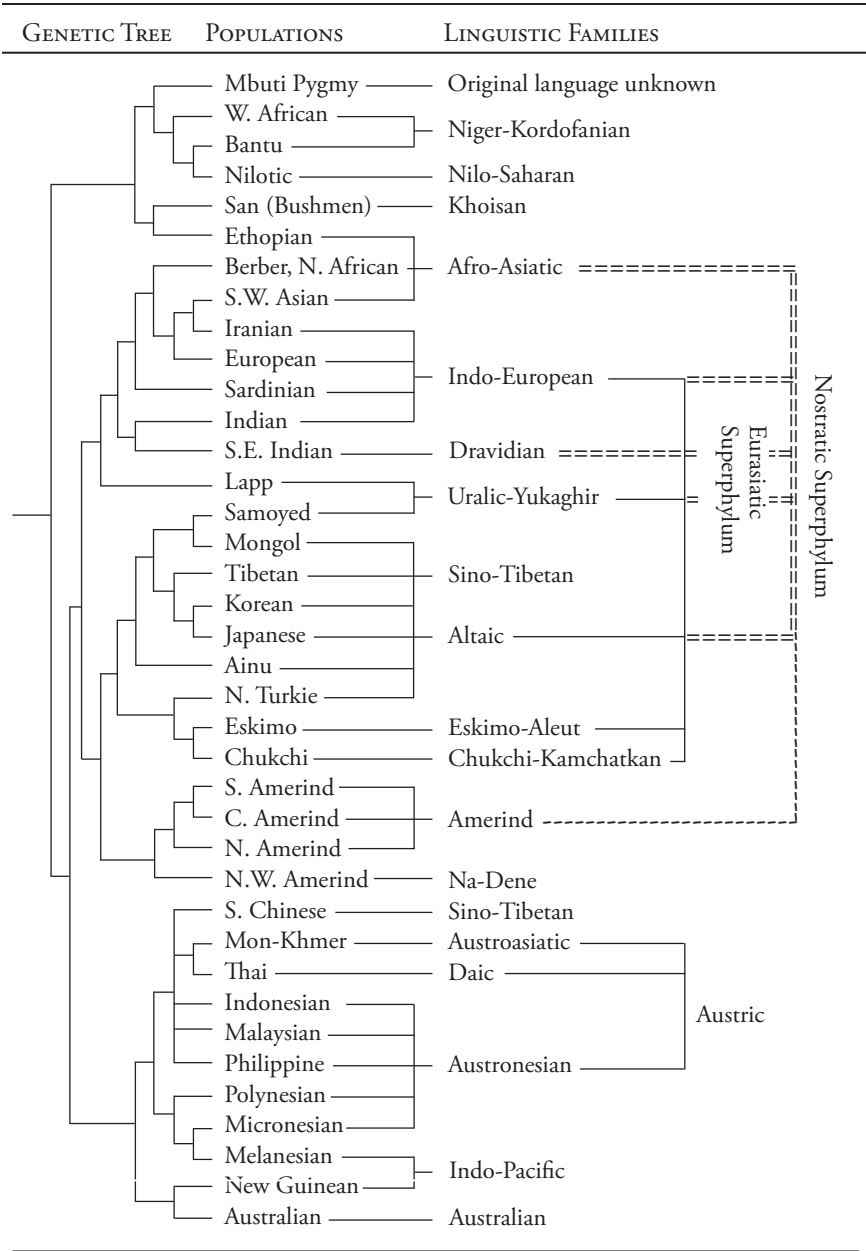 GENETIC TREE POPULATIONS LINGUISTIC FAMILIES
Mbuti Pygmy Original language unknown
W. African
Niger-Kordofanian
Bantu
Nilotic Nilo-Saharan
San (Bushmen) Khoisan
Ethopian
Berber, N. African Afro-Asiatic
S.W. Asian
Iranian
European
Indo-European
Sardinian
Indian
S.E. Indian Dravidian
Lapp
Uralic-Yukaghir
Samoyed
Mongol
Tibetan Sino-Tibetan
Korean
Japanese Altaic
Ainu
N. Turkie
Eskimo Eskimo-Aleut
Chukchi Chukchi-Kamchatkan
S. Amerind
C. Amerind Amerind
N. Amerind
N.W. Amerind Na-Dene
S. Chinese Sino-Tibetan
Mon-Khmer Austroasiatic
Thai Daic
Indonesian
Austric
Malaysian
Philippine Austronesian
Polynesian
Micronesian
Melanesian
Indo-Pacific
New Guinean
Australian Australian
Eurasiatic
Superphylum
Nostratic Superphylum